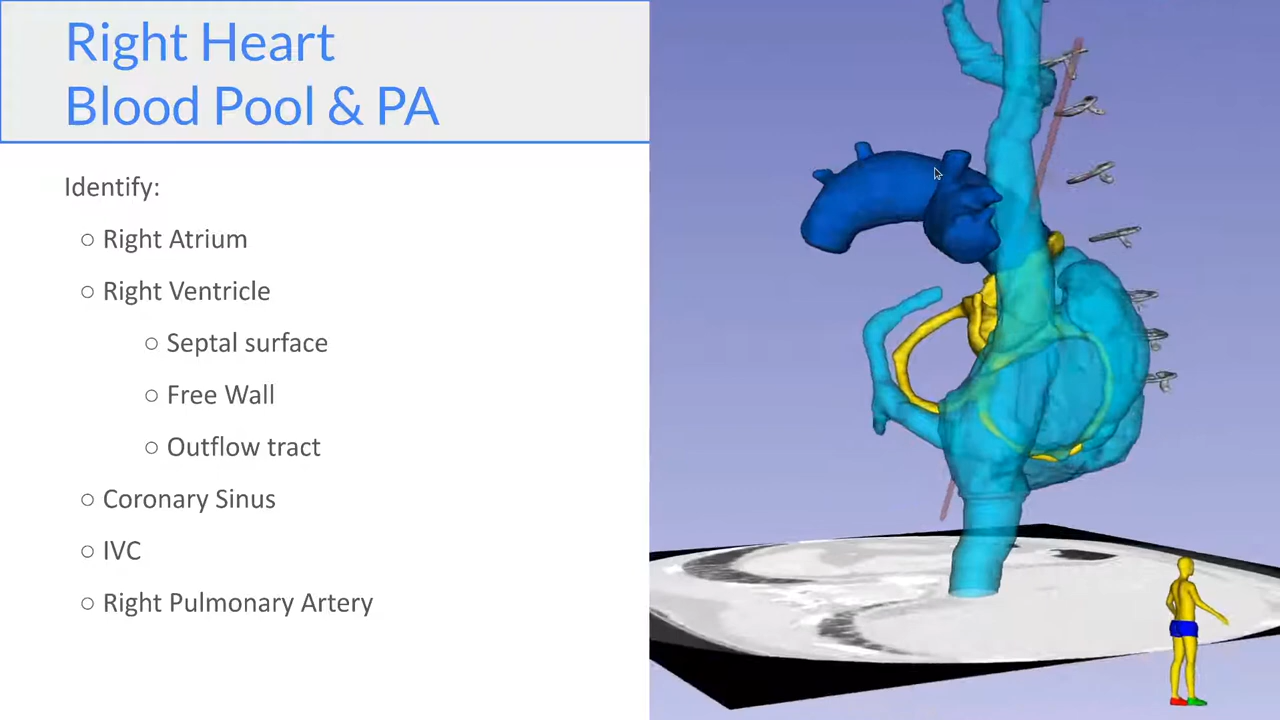 Right Heart
Blood Pool & PA
Identify:
○ Right Atrium
○ Right Ventricle
○ Septal surface
○ Free Wall
○ Outflow tract
○ Coronary Sinus
○ IVC
○ Right Pulmonary Artery